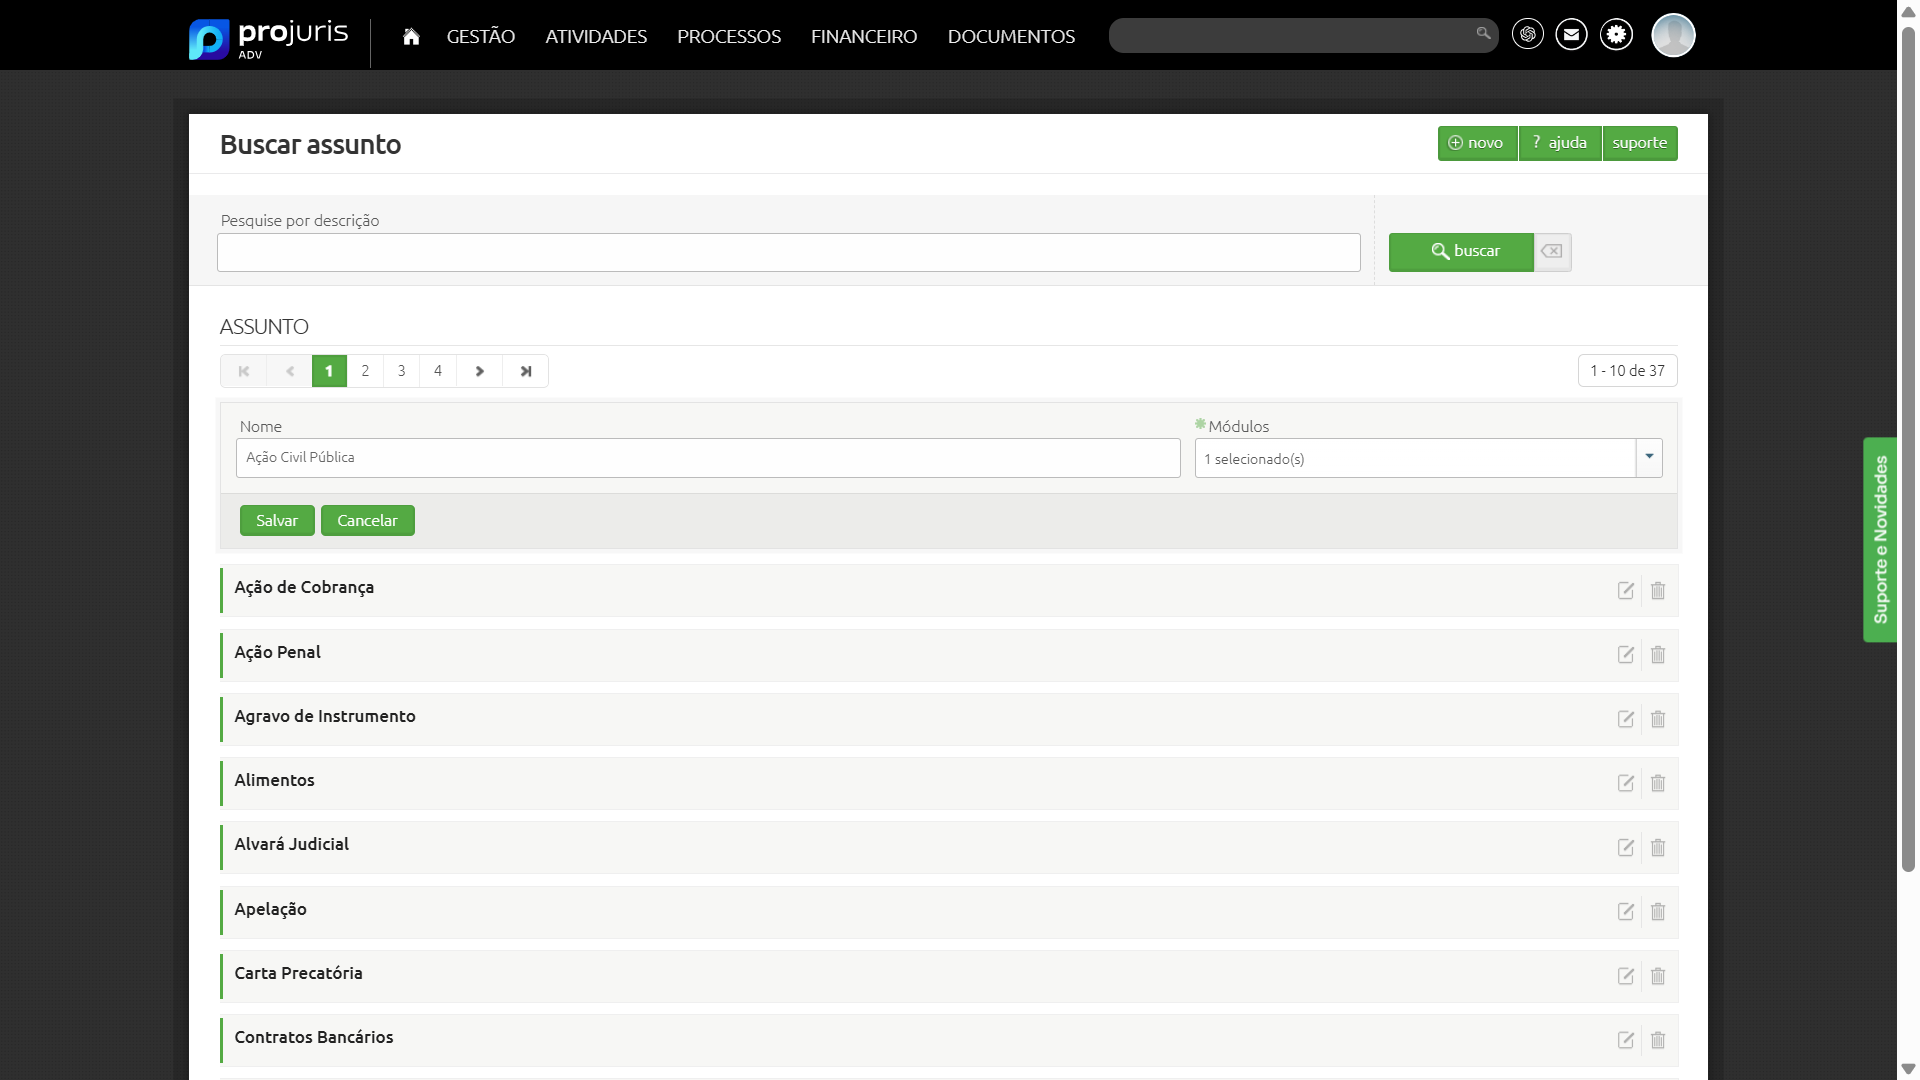 projuris
ADV
GESTÃO
ATIVIDADES
PROCESSOS
FINANCEIRO
DOCUMENTOS
Buscar assunto
novo
? ajuda
suporte
Pesquise por descrição
buscar
ASSUNTO
1
2
3
4
1 - 10 de 37
Nome
Módulos
Ação Civil Pública
1 selecionado(s)
Salvar
Cancelar
Suporte e Novidades
Ação de Cobrança
Ação Penal
Agravo de Instrumento
Alimentos
Alvará Judicial
Apelação
Carta Precatória
Contratos Bancários